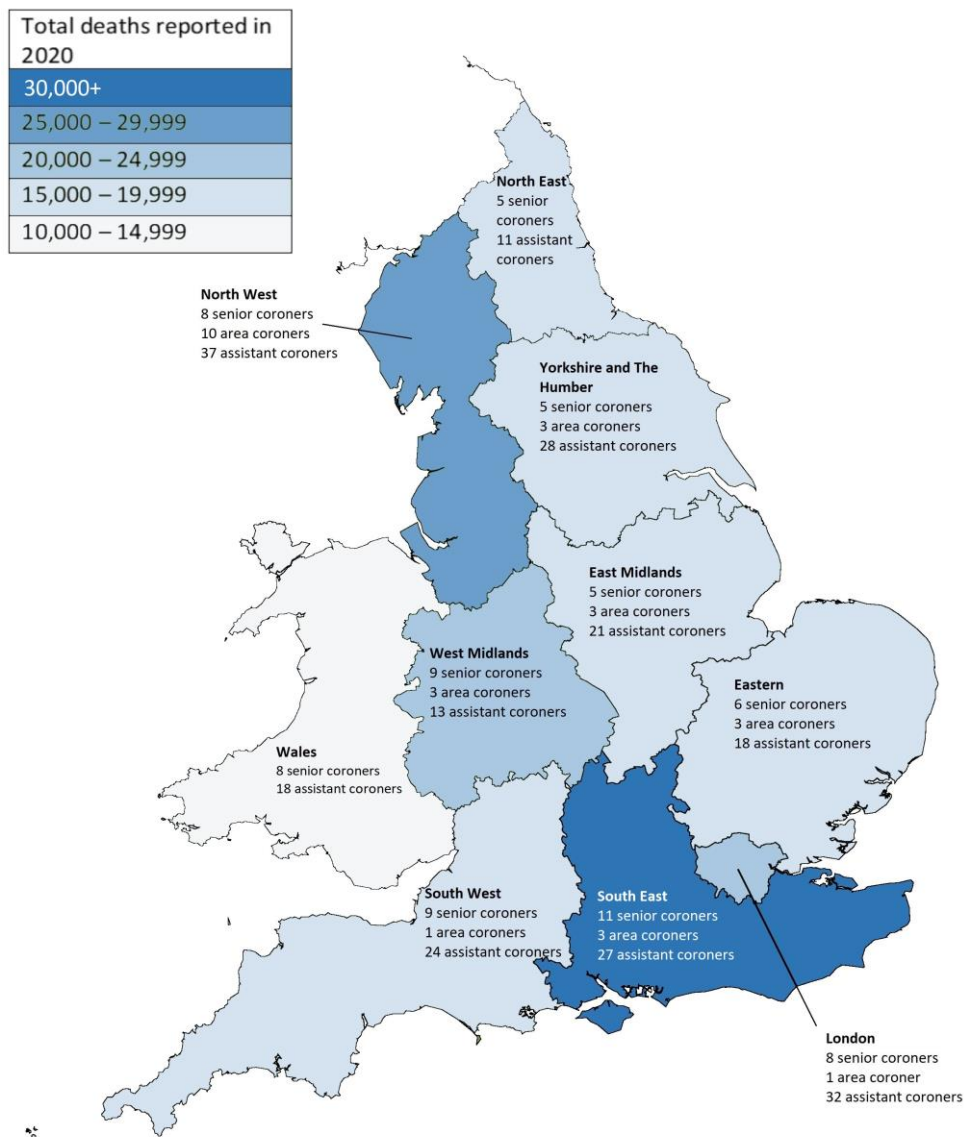 Total deaths reported in
2020
30,000+
25,000 – 29,999
20,000 – 24,999
15,000 – 19,999
10,000 – 14,999
North East
5 senior
coroners
11 assistant
coroners
North West
8 senior coroners
10 area coroners
37 assistant coroners
Yorkshire and The
Humber
5 senior coroners
3 area coroners
28 assistant coroners
East Midlands
5 senior coroners
3 area coroners
21 assistant coroners
West Midlands
9 senior coroners
3 area coroners
13 assistant coroners
Eastern
6 senior coroners
3 area coroners
18 assistant coroners
Wales
8 senior coroners
18 assistant coroners
South West
9 senior coroners
1 area coroners
24 assistant coroners
South East
11 senior coroners
3 area coroners
27 assistant coroners
London
8 senior coroners
1 area coroner
32 assistant coroners